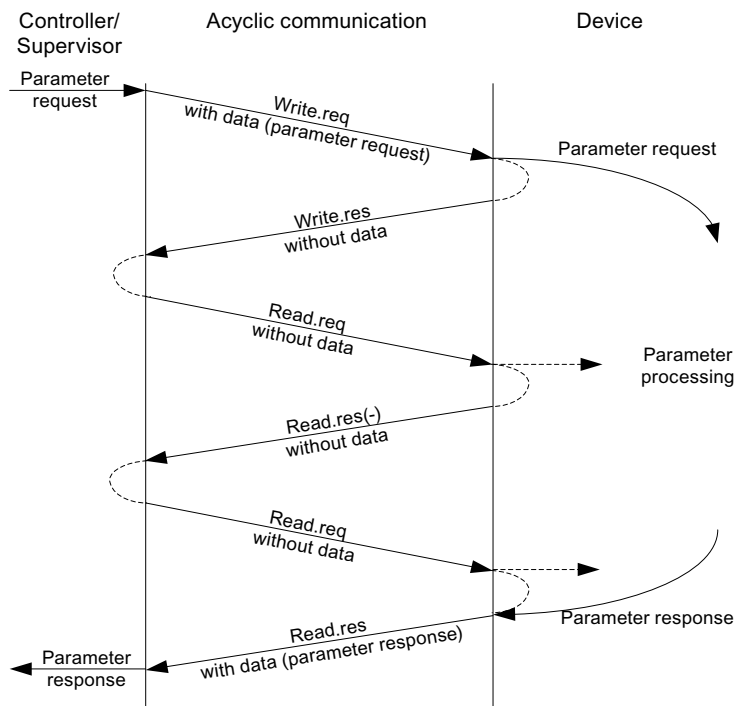 Controller/
Supervisor
Acyclic communication
Device
Parameter
request
Write.req
with data (parameter request)
Parameter request
Write.res
without data
Read.req
without data
Parameter
processing
Read.res(-)
without data
Read.req
without data
Parameter response
Read.res
with data (parameter response)
Parameter
response